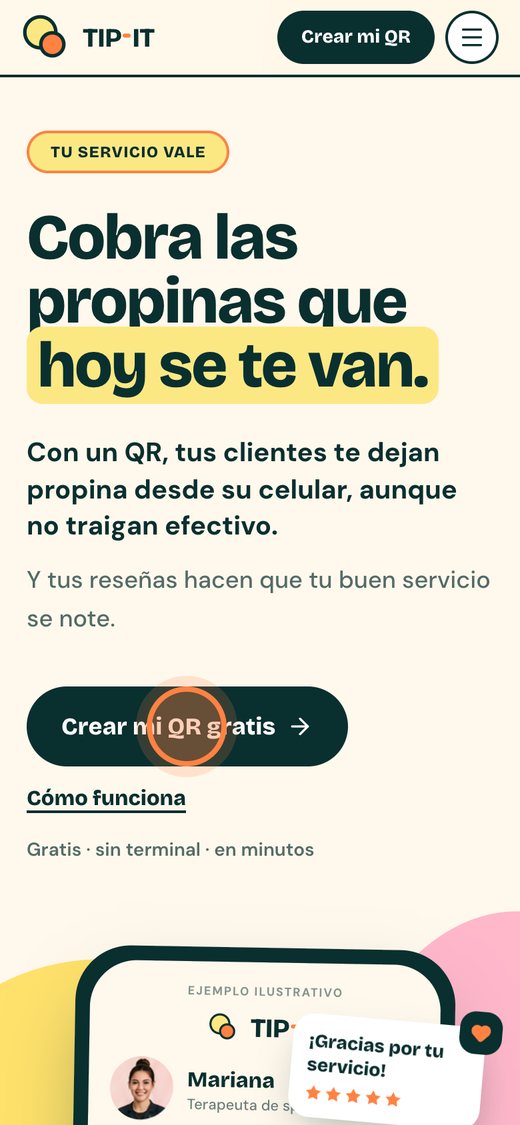 TIP-IT
Crear mi QR
TU SERVICIO VALE
Cobra las
propinas que
hoy se te van.
Con un QR, tus clientes te dejan
propina desde su celular, aunque
no traigan efectivo.
Y tus reseñas hacen que tu buen servicio
se note.
Crear mi QR gratis →
Cómo funciona
Gratis · sin terminal · en minutos
EJEMPLO ILUSTRATIVO
TIP-
¡Gracias por tu
servicio!
Mariana
Terapeuta de